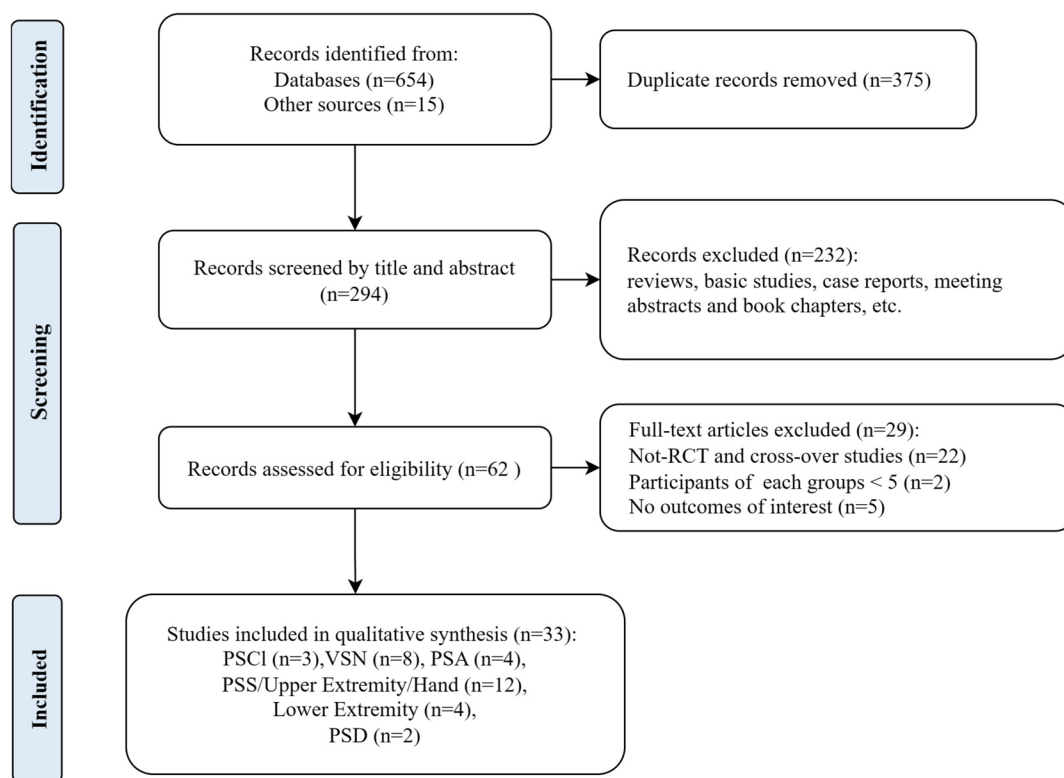 Identification
Records identified from:
Databases (n=654)
Other sources (n=15)
Duplicate records removed (n=375)
Screening
Records screened by title and abstract
(n=294)
Records excluded (n=232):
reviews, basic studies, case reports, meeting
abstracts and book chapters, etc.
Records assessed for eligibility (n=62 )
Full-text articles excluded (n=29):
Not-RCT and cross-over studies (n=22)
Participants of each groups < 5 (n=2)
No outcomes of interest (n=5)
Included
Studies included in qualitative synthesis (n=33):
PSCl (n=3),VSN (n=8), PSA (n=4),
PSS/Upper Extremity/Hand (n=12),
Lower Extremity (n=4),
PSD (n=2)